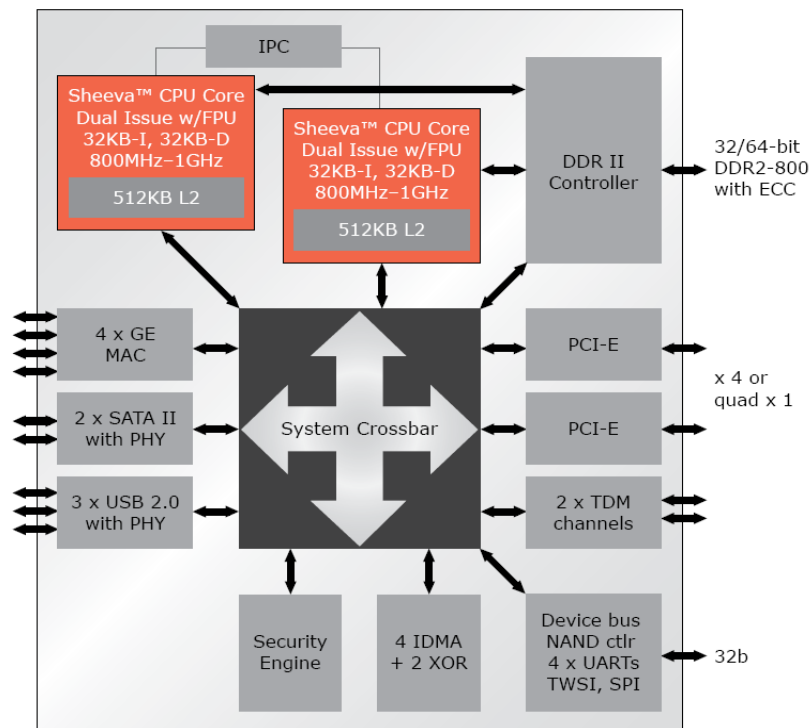 IPC
Sheeva™ CPU Core
Dual Issue w/FPU
32KB-I, 32KB-D
800MHz–1GHz
512KB L2
Sheeva™ CPU Core
Dual Issue w/FPU
32KB-I, 32KB-D
800MHz–1GHz
512KB L2
DDR II
Controller
32/64-bit
DDR2-800
with ECC
4 x GE
MAC
2 x SATA II
with PHY
3 x USB 2.0
with PHY
System Crossbar
PCI-E
PCI-E
x 4 or
quad x 1
2 x TDM
channels
Security
Engine
4 IDMA
+ 2 XOR
Device bus
NAND ctlr
4 x UARTs
TWSI, SPI
32b